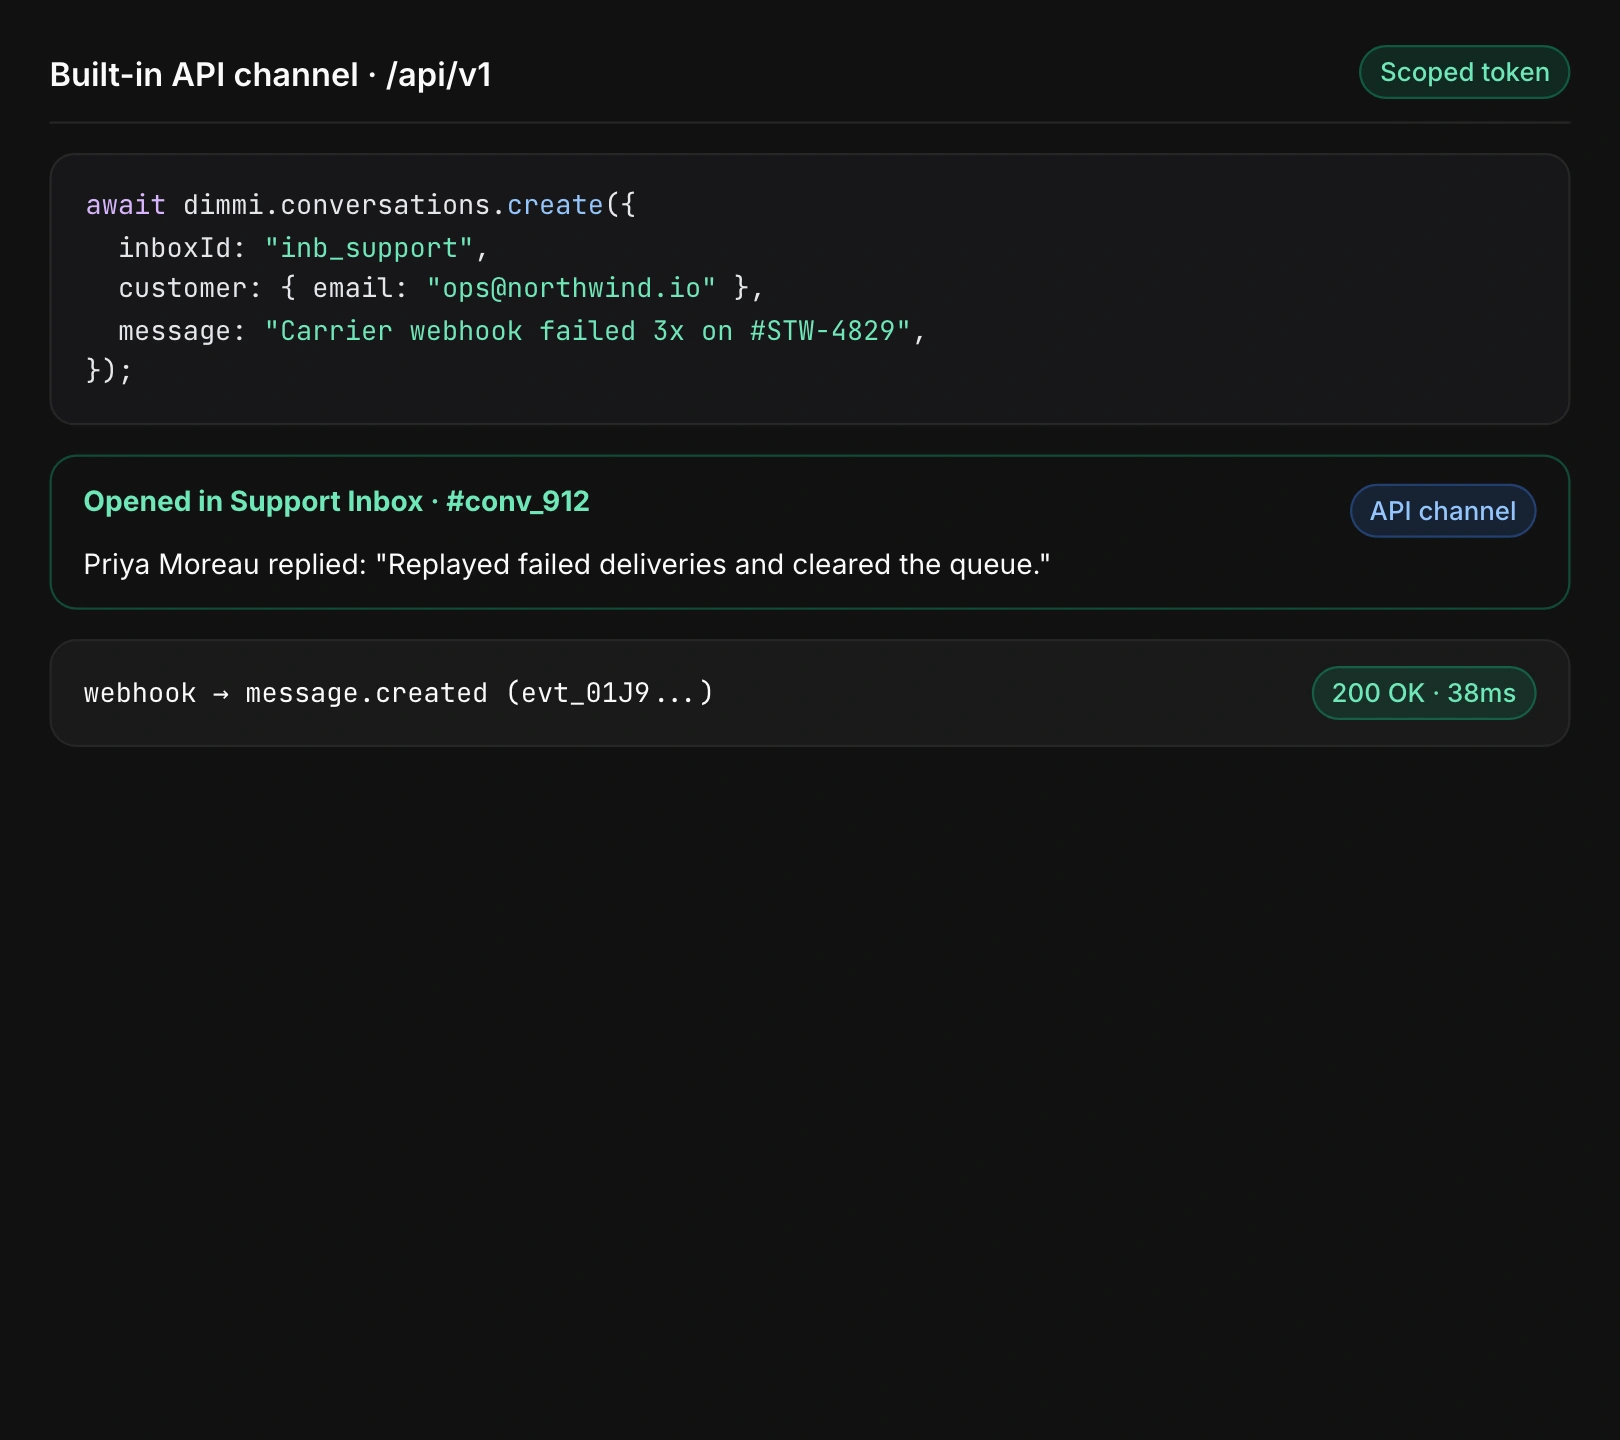 Built-in API channel · /api/v1
Scoped token
await dimmi.conversations.create({
  inboxId: "inb_support",
  customer: { email: "ops@northwind.io" },
  message: "Carrier webhook failed 3x on #STW-4829",
});
Opened in Support Inbox · #conv_912
API channel
Priya Moreau replied: "Replayed failed deliveries and cleared the queue."
webhook → message.created (evt_01J9...)
200 OK · 38ms